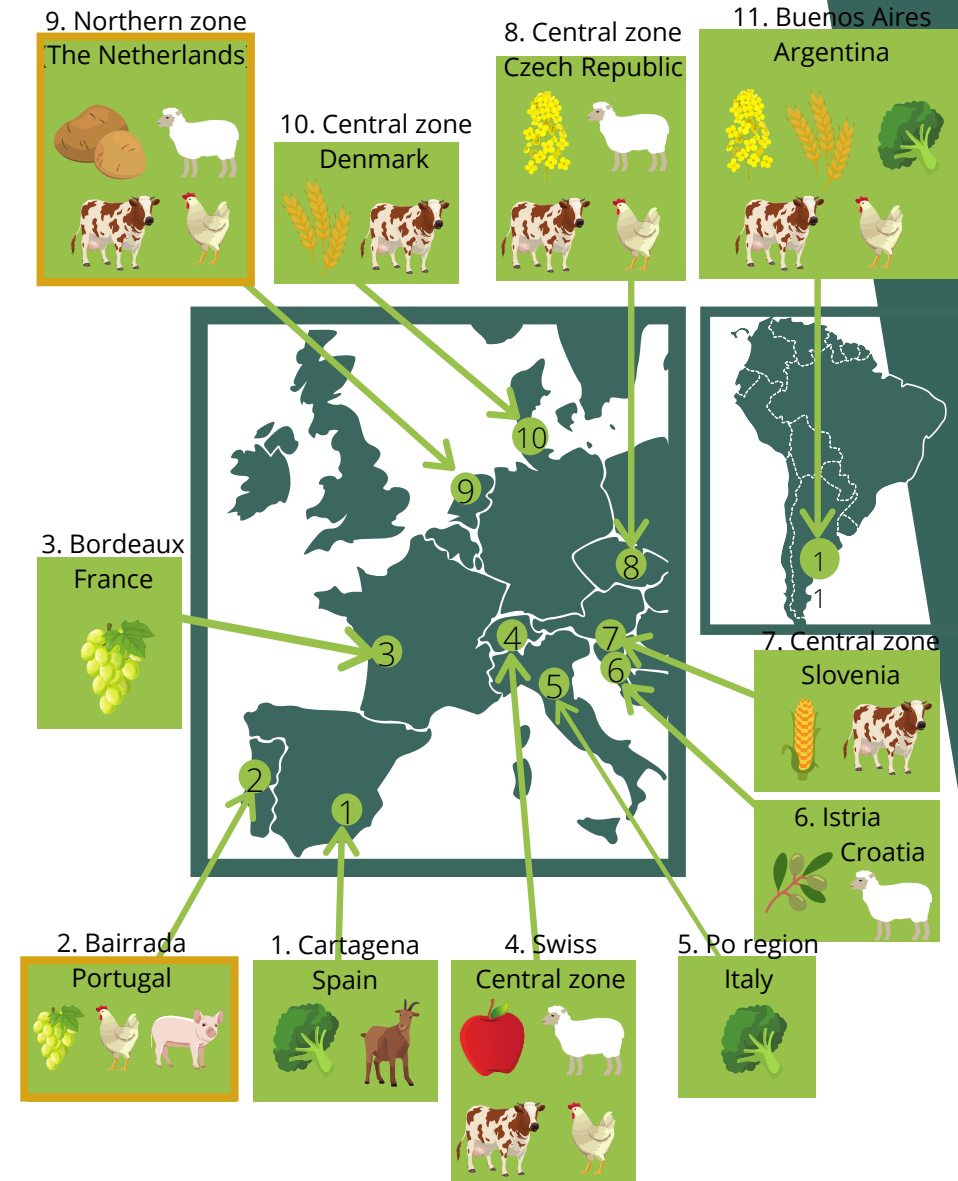 9. Northern zone
(The Netherlands)
10. Central zone
Denmark
8. Central zone
Czech Republic
11. Buenos Aires
Argentina
3. Bordeaux
France
10
9
8
7
6
5
4
3
2
1
1
1
7. Central zone
Slovenia
6. Istria
Croatia
2. Bairrada
Portugal
1. Cartagena
Spain
4. Swiss
Central zone
5. Po region
Italy